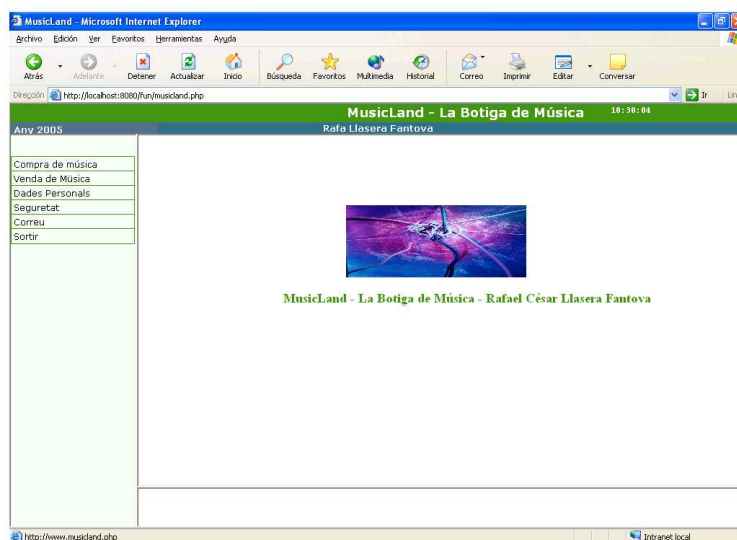 MusicLand - Microsoft Internet Explorer
Archivo Edición Ver Favoritos Herramientas Ayuda
Atrás Adelante Detener Actualizar Inicio Búsqueda Favoritos Multimedia Historial Correo Imprimir Editar Conversar
Dirección http://localhost:8080/fun/musicland.php Ir
MusicLand - La Botiga de Música 10:30:04
Any 2005 Rafa Llasera Fantova
Compra de música
Venda de Música
Dades Personals
Seguretat
Correu
Sortir
MusicLand - La Botiga de Música - Rafael César Llasera Fantova
http://www.musicland.php Intranet local